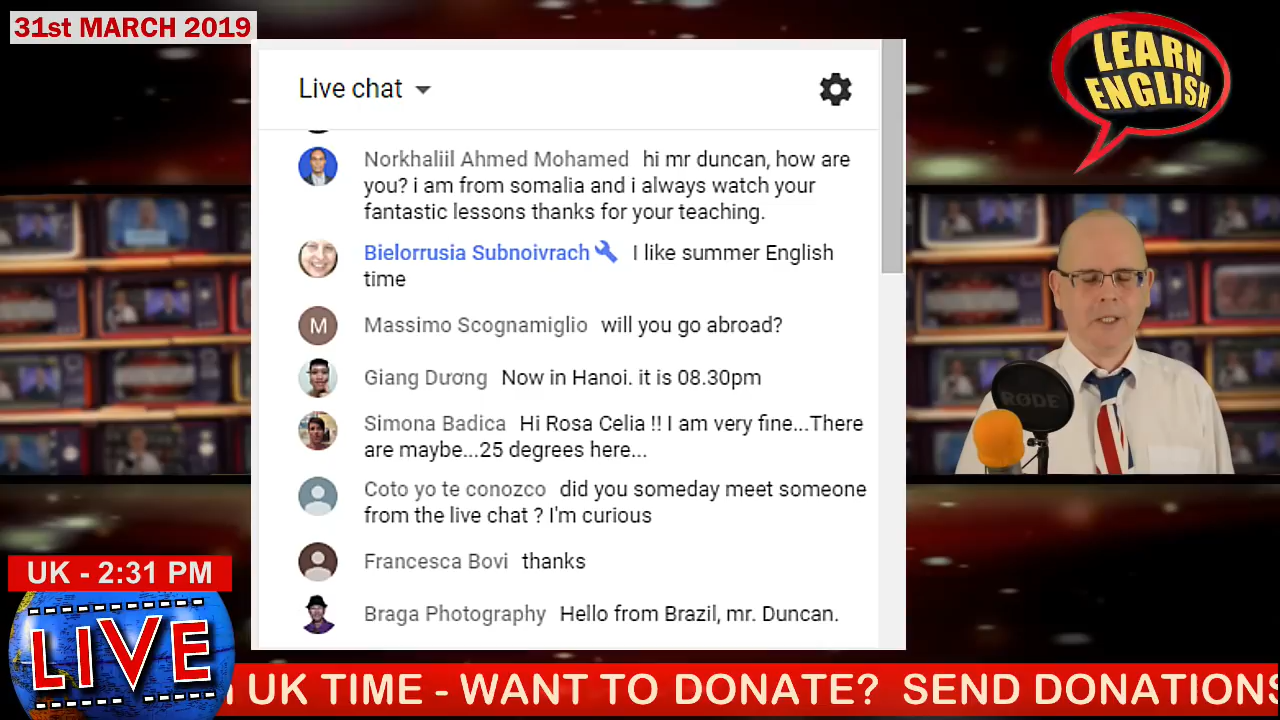 31st MARCH 2019
LEARN
ENGLISH
Live chat
Norkhaliil Ahmed Mohamed hi mr duncan, how are
you? i am from somalia and i always watch your
fantastic lessons thanks for your teaching.
Bielorrusia Subnoivrach I like summer English
time
M
Massimo Scognamiglio will you go abroad?
Giang Dương Now in Hanoi. it is 08.30pm
Simona Badica Hi Rosa Celia !! I am very fine...There
are maybe...25 degrees here...
Coto yo te conozco did you someday meet someone
from the live chat ? I'm curious
Francesca Bovi thanks
Braga Photography Hello from Brazil, mr. Duncan.
RØDE
UK - 2:31 PM
LIVE
UK TIME - WANT TO DONATE? SEND DONATIONS